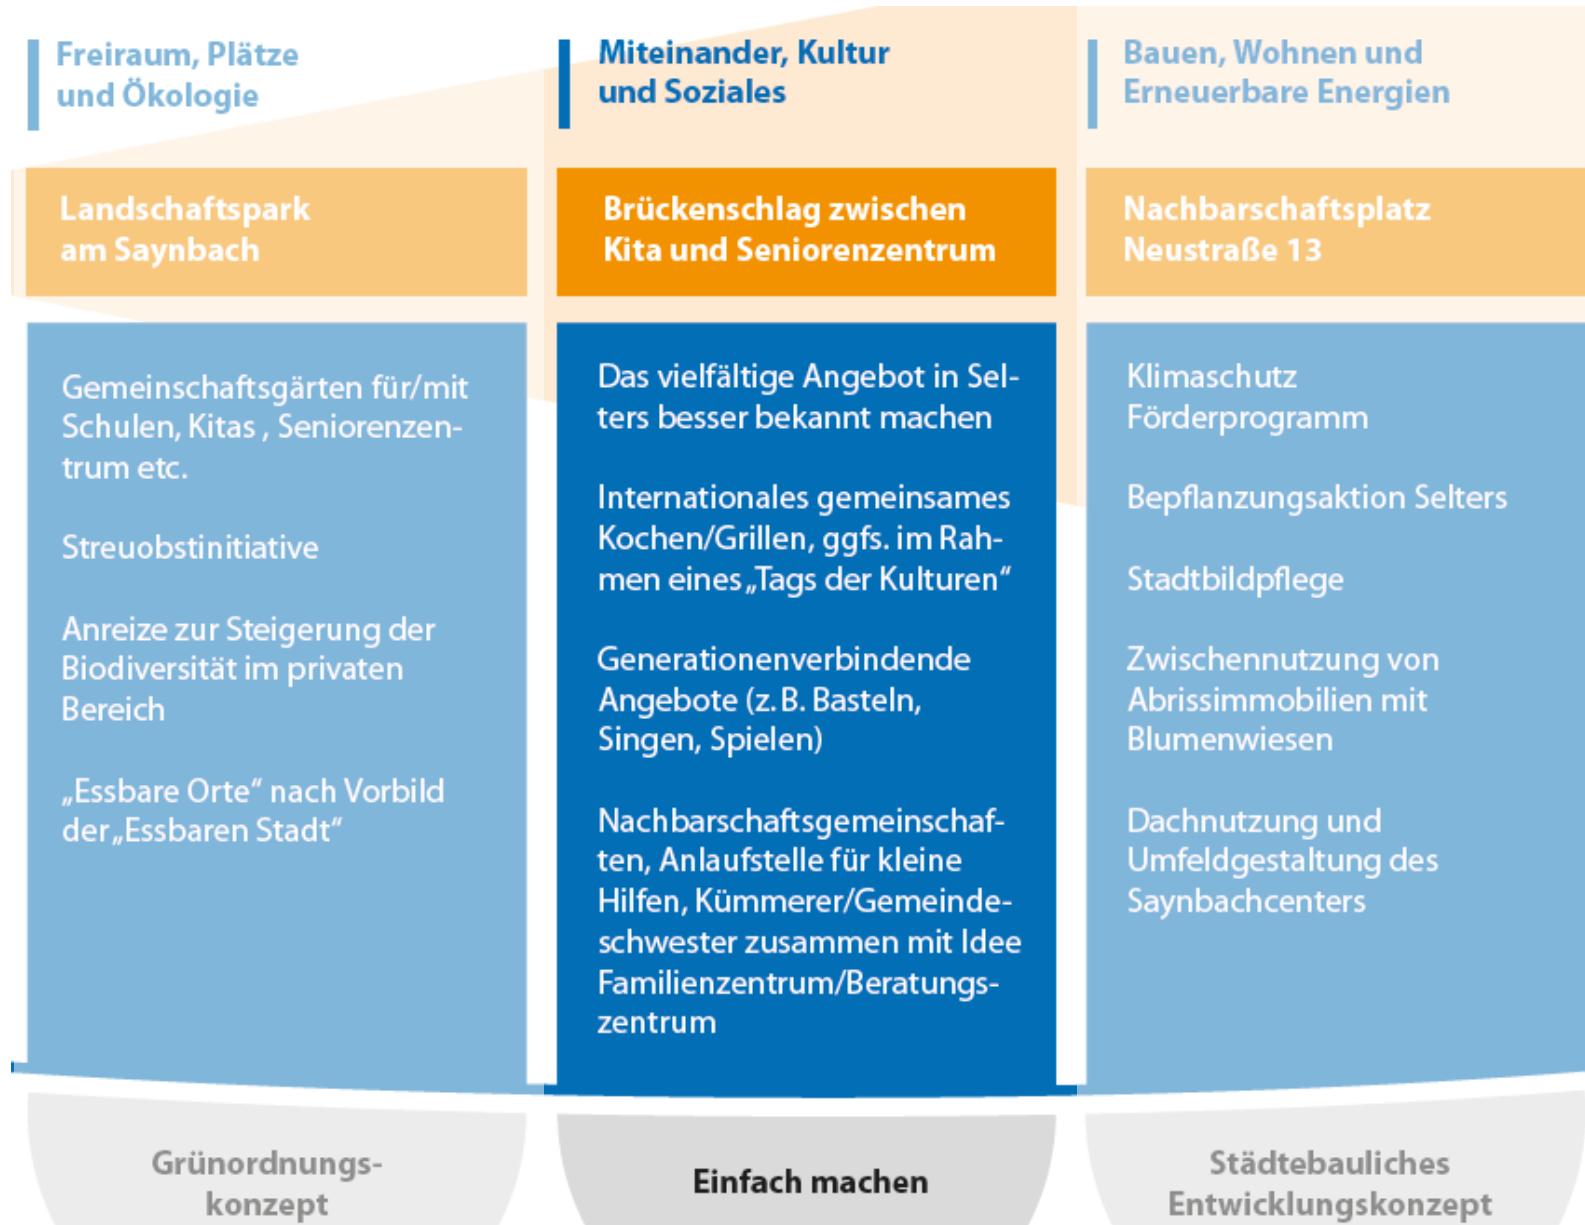 Freiraum, Plätze
und Ökologie
Landschaftspark
am Saynbach
Gemeinschaftsgärten für/mit
Schulen, Kitas , Seniorenzen-
trum etc.
Streuobstinitiative
Anreize zur Steigerung der
Biodiversität im privaten
Bereich
„Essbare Orte“ nach Vorbild
der „Essbaren Stadt“
Grünordnungs-
konzept
Miteinander, Kultur
und Soziales
Brückenschlag zwischen
Kita und Seniorenzentrum
Das vielfältige Angebot in Sel-
ters besser bekannt machen
Internationales gemeinsames
Kochen/Grillen, ggfs. im Rah-
men eines „Tags der Kulturen“
Generationenverbindende
Angebote (z. B. Basteln,
Singen, Spielen)
Nachbarschaftsgemeinschaf-
ten, Anlaufstelle für kleine
Hilfen, Kümmerer/Gemeinde-
schwester zusammen mit Idee
Familienzentrum/Beratungs-
zentrum
Einfach machen
Bauen, Wohnen und
Erneuerbare Energien
Nachbarschaftsplatz
Neustraße 13
Klimaschutz
Förderprogramm
Bepflanzungsaktion Selters
Stadtbildpflege
Zwischennutzung von
Abrissimmobilien mit
Blumenwiesen
Dachnutzung und
Umfeldgestaltung des
Saynbachcenters
Städtebauliches
Entwicklungskonzept